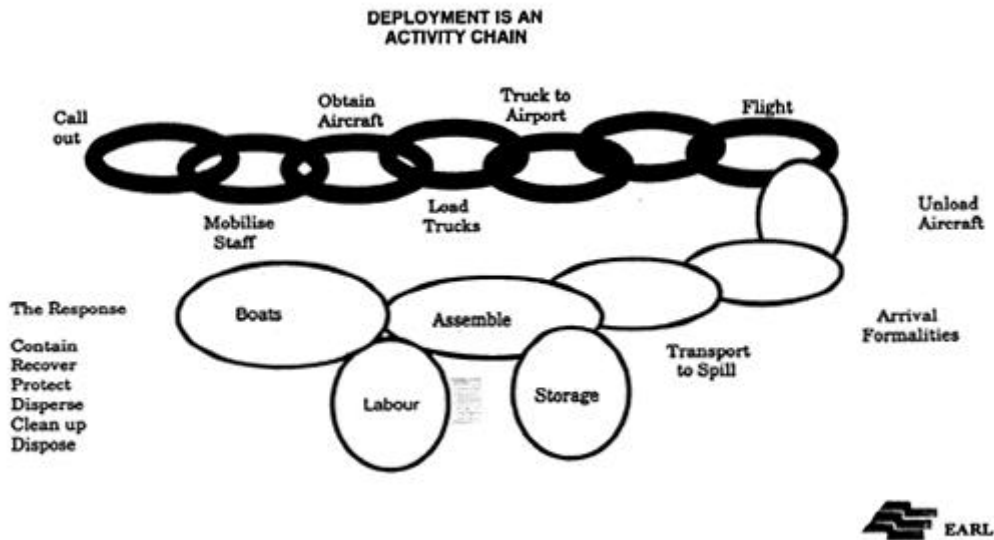 DEPLOYMENT IS AN
ACTIVITY CHAIN
Call
out
Obtain
Aircraft
Truck to
Airport
Flight
Mobilise
Staff
Load
Trucks
Unload
Aircraft
The Response
Boats
Assemble
Arrival
Formalities
Contain
Recover
Protect
Disperse
Clean up
Dispose
Transport
to Spill
Labour
Storage
EARL